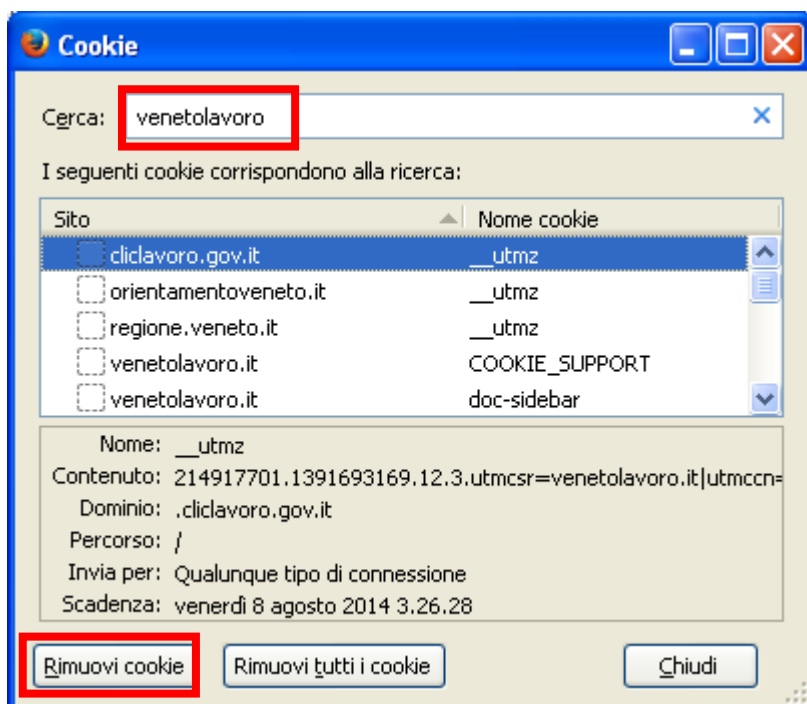 Cookie
Cerca: venetolavoro
I seguenti cookie corrispondono alla ricerca:
Sito Nome cookie
cliclavoro.gov.it __utmz
orientamentoveneto.it __utmz
regione.veneto.it __utmz
venetolavoro.it COOKIE_SUPPORT
venetolavoro.it doc-sidebar
Nome: __utmz
Contenuto: 214917701.1391693169.12.3.utmcsr=venetolavoro.it|utmccn=
Dominio: .cliclavoro.gov.it
Percorso: /
Invia per: Qualunque tipo di connessione
Scadenza: venerdì 8 agosto 2014 3.26.28
Rimuovi cookie Rimuovi tutti i cookie Chiudi